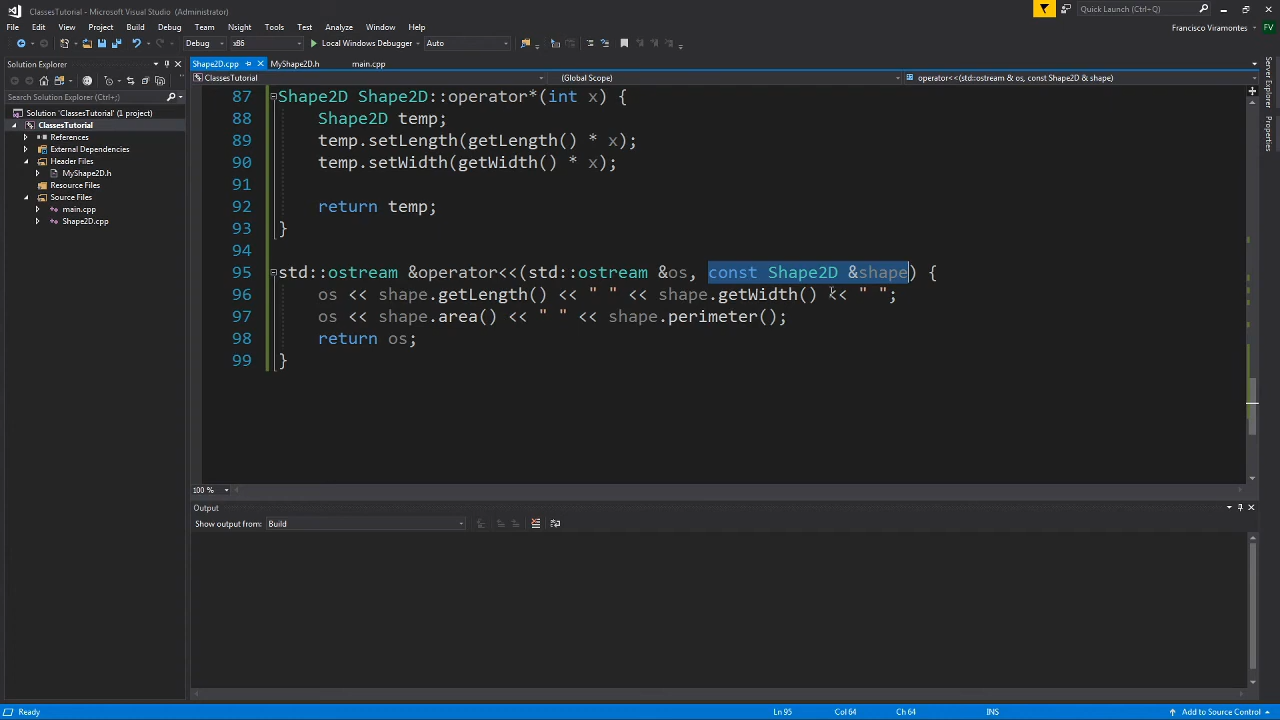 ClassesTutorial - Microsoft Visual Studio (Administrator)
Quick Launch (Ctrl+Q)
File Edit View Project Build Debug Team Nsight Tools Test Analyze Window Help
Francisco Viramontes FV
Debug x86 Local Windows Debugger Auto
Solution Explorer
Shape2D.cpp MyShape2D.h main.cpp
ClassesTutorial (Global Scope) operator<<(std::ostream & os, const Shape2D & shape)
Search Solution Explorer (Ctrl+;)
Solution 'ClassesTutorial' (1 project)
ClassesTutorial
References
External Dependencies
Header Files
MyShape2D.h
Resource Files
Source Files
main.cpp
Shape2D.cpp
87 Shape2D Shape2D::operator*(int x) {
88 Shape2D temp;
89 temp.setLength(getLength() * x);
90 temp.setWidth(getWidth() * x);
91
92 return temp;
93 }
94
95 std::ostream &operator<<(std::ostream &os, const Shape2D &shape) {
96 os << shape.getLength() << " " << shape.getWidth() << " ";
97 os << shape.area() << " " << shape.perimeter();
98 return os;
99 }
100 %
Output
Show output from: Build
Server Explorer
Toolbox
Properties
Ready Ln 95 Col 64 Ch 64 INS Add to Source Control